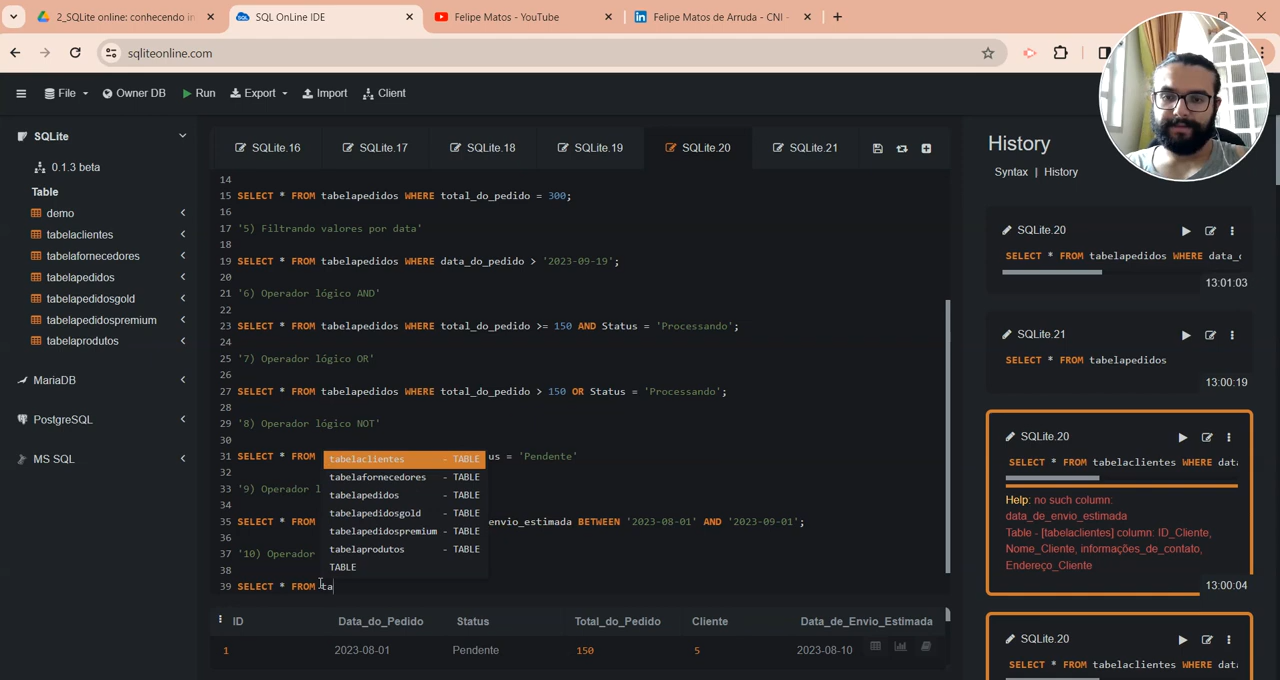 2_SQLite online: conhecendo in
SQL OnLine IDE
Felipe Matos - YouTube
Felipe Matos de Arruda - CNI -
sqliteonline.com
File
Owner DB
Run
Export
Import
Client
SQLite
0.1.3 beta
Table
demo
tabelaclientes
tabelafornecedores
tabelapedidos
tabelapedidosgold
tabelapedidospremium
tabelaprodutos
MariaDB
PostgreSQL
MS SQL
SQLite.16
SQLite.17
SQLite.18
SQLite.19
SQLite.20
SQLite.21
14
15 SELECT * FROM tabelapedidos WHERE total_do_pedido = 300;
16
17 '5) Filtrando valores por data'
18
19 SELECT * FROM tabelapedidos WHERE data_do_pedido > '2023-09-19';
20
21 '6) Operador lógico AND'
22
23 SELECT * FROM tabelapedidos WHERE total_do_pedido >= 150 AND Status = 'Processando';
24
25 '7) Operador lógico OR'
26
27 SELECT * FROM tabelapedidos WHERE total_do_pedido > 150 OR Status = 'Processando';
28
29 '8) Operador lógico NOT'
30
31 SELECT * FROM us = 'Pendente'
32
33 '9) Operador l
34
35 SELECT * FROM envio_estimada BETWEEN '2023-08-01' AND '2023-09-01';
36
37 '10) Operador
38
39 SELECT * FROM ta
tabelaclientes - TABLE
tabelafornecedores - TABLE
tabelapedidos - TABLE
tabelapedidosgold - TABLE
tabelapedidospremium - TABLE
tabelaprodutos - TABLE
TABLE
ID Data_do_Pedido Status Total_do_Pedido Cliente Data_de_Envio_Estimada
1 2023-08-01 Pendente 150 5 2023-08-10
History
Syntax | History
SQLite.20
SELECT * FROM tabelapedidos WHERE data_
13:01:03
SQLite.21
SELECT * FROM tabelapedidos
13:00:19
SQLite.20
SELECT * FROM tabelaclientes WHERE dat
Help: no such column:
data_de_envio_estimada
Table - [tabelaclientes] column: ID_Cliente,
Nome_Cliente, informações_de_contato,
Endereço_Cliente
13:00:04
SQLite.20
SELECT * FROM tabelaclientes WHERE dat